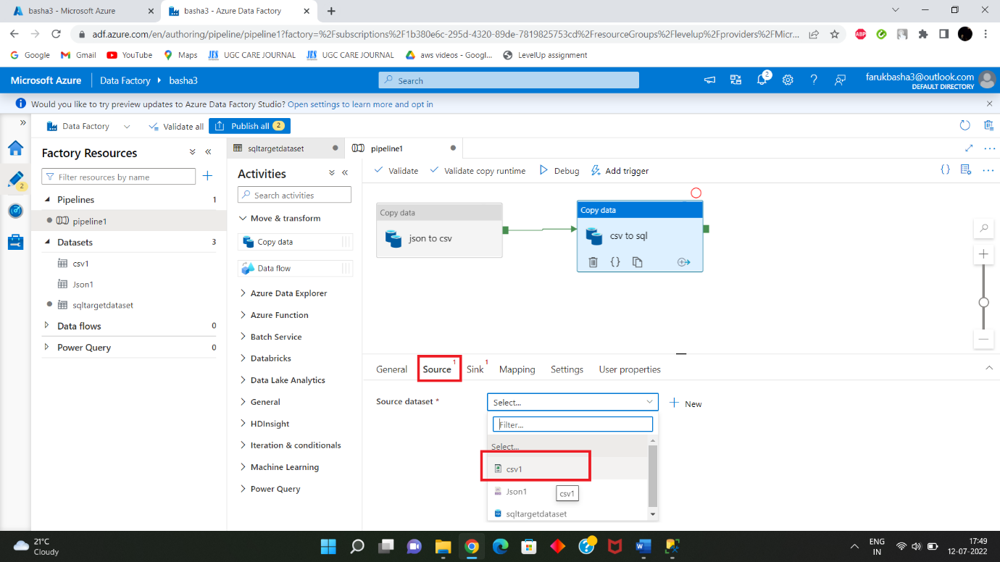 basha3 - Microsoft Azure
basha3 - Azure Data Factory
adf.azure.com/en/authoring/pipeline/pipeline1?factory=%2Fsubscriptions%2F1b380e6c-295d-4320-89de-7819825753cd%2FresourceGroups%2Flevelup%2Fproviders%2FMicr...
ABP
Google
Gmail
YouTube
Maps
JES UGC CARE JOURNAL
JES UGC CARE JOURNAL
aws videos - Googl...
LevelUp assignment
Microsoft Azure
Data Factory
basha3
Search
2
farukbasha3@outlook.com
DEFAULT DIRECTORY
Would you like to try preview updates to Azure Data Factory Studio? Open settings to learn more and opt in
Data Factory
Validate all
Publish all 2
2
Factory Resources
Filter resources by name
Pipelines 1
pipeline1
Datasets 3
csv1
Json1
sqltargetdataset
Data flows 0
Power Query 0
sqltargetdataset
pipeline1
Activities
Search activities
Move & transform
Copy data
Data flow
Azure Data Explorer
Azure Function
Batch Service
Databricks
Data Lake Analytics
General
HDInsight
Iteration & conditionals
Machine Learning
Power Query
Validate
Validate copy runtime
Debug
Add trigger
Copy data
json to csv
Copy data
csv to sql
General
Source 1
Sink 1
Mapping
Settings
User properties
Source dataset *
Select...
New
Filter...
Select...
csv1
Json1
csv1
sqltargetdataset
21°C
Cloudy
ENG
IN
17:49
12-07-2022